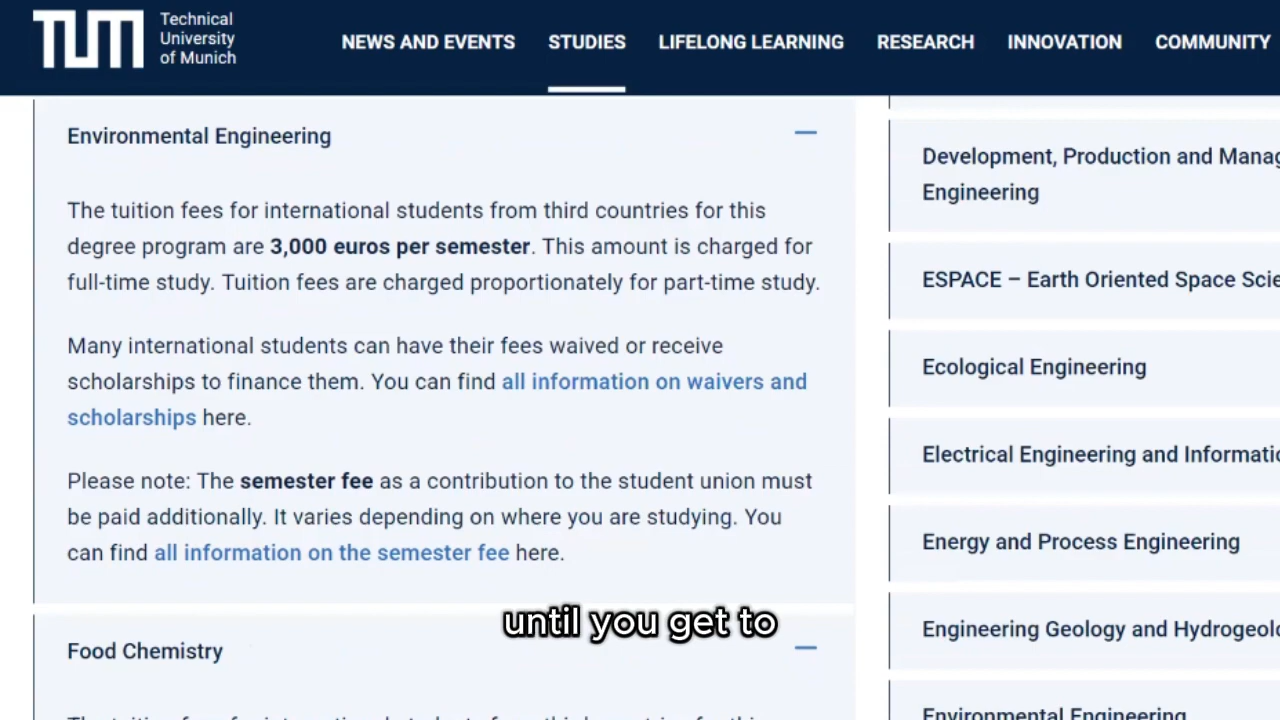 Technical
University
of Munich
NEWS AND EVENTS STUDIES LIFELONG LEARNING RESEARCH INNOVATION COMMUNITY
Environmental Engineering
The tuition fees for international students from third countries for this
degree program are 3,000 euros per semester. This amount is charged for
full-time study. Tuition fees are charged proportionately for part-time study.
Many international students can have their fees waived or receive
scholarships to finance them. You can find all information on waivers and
scholarships here.
Please note: The semester fee as a contribution to the student union must
be paid additionally. It varies depending on where you are studying. You
can find all information on the semester fee here.
Food Chemistry
Development, Production and Manag
Engineering
ESPACE – Earth Oriented Space Scie
Ecological Engineering
Electrical Engineering and Informatio
Energy and Process Engineering
Engineering Geology and Hydrogeolo
Environmental Engineering
until you get to